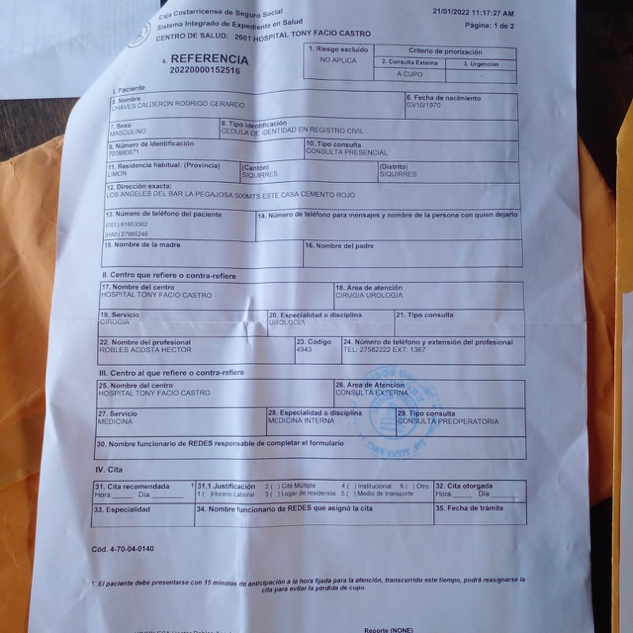 Caja Costarricense de Seguro Social
Sistema Integrado de Expediente en Salud
CENTRO DE SALUD: 2601 HOSPITAL TONY FACIO CASTRO
21/01/2022 11:17:27 AM
Página: 1 de 2
4. REFERENCIA
20220000152516
1. Riesgo excluido
NO APLICA
Criterio de priorización
2. Consulta Externa
A CUPO
3. Urgencias
I. Paciente
5. Nombre
CHAVES CALDERON RODRIGO GERARDO
6. Fecha de nacimiento
03/10/1970
7. Sexo
MASCULINO
8. Tipo identificación
CEDULA DE IDENTIDAD EN REGISTRO CIVIL
9. Número de identificación
10. Tipo consulta
CONSULTA PRESENCIAL
11. Residencia habitual: (Provincia)
LIMON
(Cantón)
SIQUIRRES
(Distrito)
SIQUIRRES
12. Dirección exacta:
LOS ANGELES DEL BAR LA PEGAJOSA 500MTS ESTE CASA CEMENTO ROJO
13. Número de teléfono del paciente
(CEL)
(HAB)
14. Número de teléfono para mensajes y nombre de la persona con quien dejarlo
15. Nombre de la madre
16. Nombre del padre
II. Centro que refiere o contra-refiere
17. Nombre del centro
HOSPITAL TONY FACIO CASTRO
18. Área de atención
CIRUGIA UROLOGIA
19. Servicio
CIRUGIA
20. Especialidad o disciplina
UROLOGIA
21. Tipo consulta
22. Nombre del profesional
ROBLES ACOSTA HECTOR
23. Código
4943
24. Número de teléfono y extensión del profesional
TEL: 27582222 EXT: 1367
III. Centro al que refiere o contra-refiere
25. Nombre del centro
HOSPITAL TONY FACIO CASTRO
26. Área de Atención
CONSULTA EXTERNA
27. Servicio
MEDICINA
28. Especialidad o disciplina
MEDICINA INTERNA
29. Tipo consulta
CONSULTA PREOPERATORIA
30. Nombre funcionario de REDES responsable de completar el formulario
IV. Cita
31. Cita recomendada
Hora ____ Día ____
1 31.1 Justificación 2.( ) Cita Múltiple 4.( ) Institucional 6.( ) Otro
1.( )Horario Laboral 3.( ) Lugar de residencia 5.( ) Medio de transporte
32. Cita otorgada
Hora ____ Día ____
33. Especialidad
34. Nombre funcionario de REDES que asignó la cita
35. Fecha de trámite
Cód. 4-70-04-0140
1 El paciente debe presentarse con 15 minutos de anticipación a la hora fijada para la atención, transcurrido este tiempo, podrá reasignarse la
cita para evitar la pérdida de cupo.
Reporte (NONE)